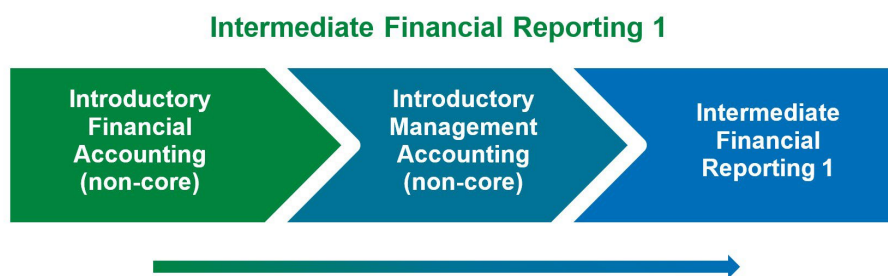 Intermediate Financial Reporting 1
Introductory
Financial
Accounting
(non-core)
Introductory
Management
Accounting
(non-core)
Intermediate
Financial
Reporting 1